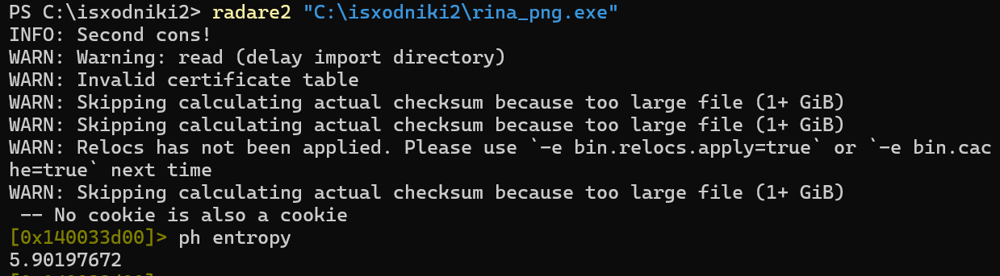 PS C:\isxodniki2> radare2 "C:\isxodniki2\rina_png.exe"
INFO: Second cons!
WARN: Warning: read (delay import directory)
WARN: Invalid certificate table
WARN: Skipping calculating actual checksum because too large file (1+ GiB)
WARN: Skipping calculating actual checksum because too large file (1+ GiB)
WARN: Relocs has not been applied. Please use `-e bin.relocs.apply=true` or `-e bin.cac
he=true` next time
WARN: Skipping calculating actual checksum because too large file (1+ GiB)
 -- No cookie is also a cookie
[0x140033d00]> ph entropy
5.90197672